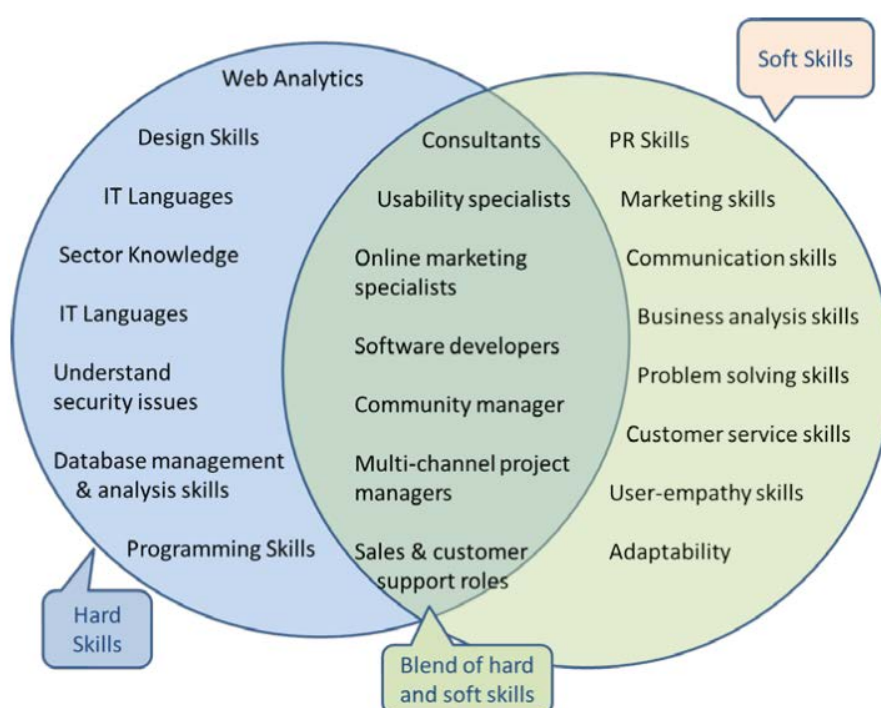 Soft Skills
Web Analytics
Design Skills
IT Languages
Sector Knowledge
IT Languages
Understand
security issues
Database management
& analysis skills
Programming Skills
Hard
Skills
Consultants
Usability specialists
Online marketing
specialists
Software developers
Community manager
Multi-channel project
managers
Sales & customer
support roles
Blend of hard
and soft skills
PR Skills
Marketing skills
Communication skills
Business analysis skills
Problem solving skills
Customer service skills
User-empathy skills
Adaptability